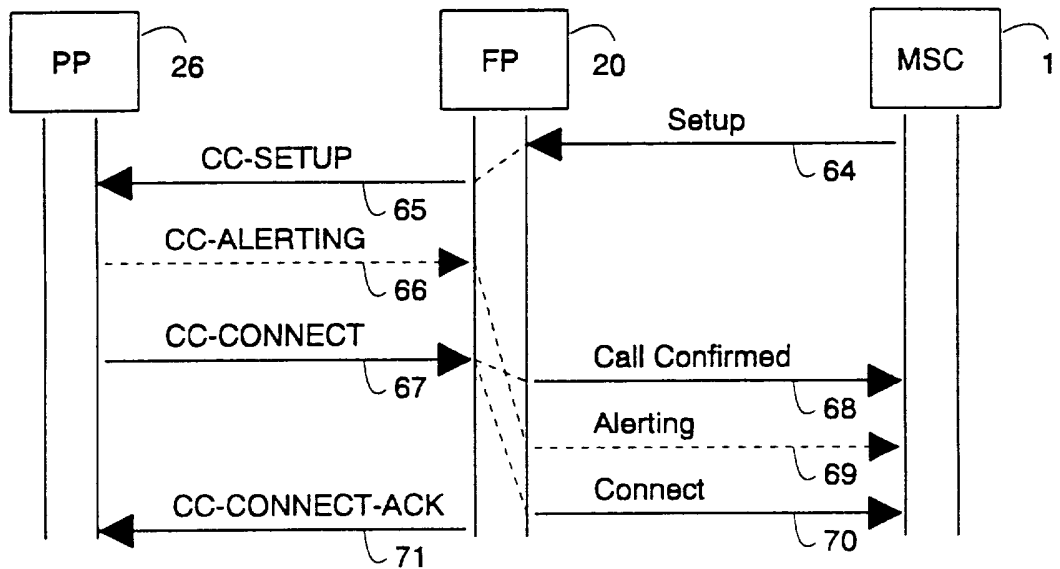 PP
26
FP
20
MSC
1
Setup
64
CC-SETUP
65
CC-ALERTING
66
CC-CONNECT
67
Call Confirmed
68
Alerting
69
Connect
70
CC-CONNECT-ACK
71